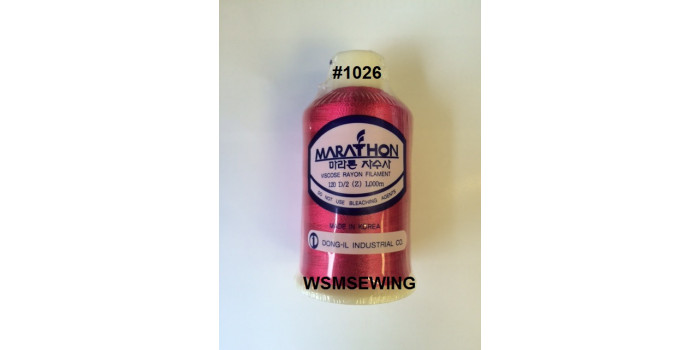 #1026
MARATHON
마라톤 자수사
VISCOSE RAYON FILAMENT
120 D/2 (Z) 1,000m
DO NOT USE BLEACHING AGENTS
MADE IN KOREA
DONG-IL INDUSTRIAL CO.
WSMSEWING